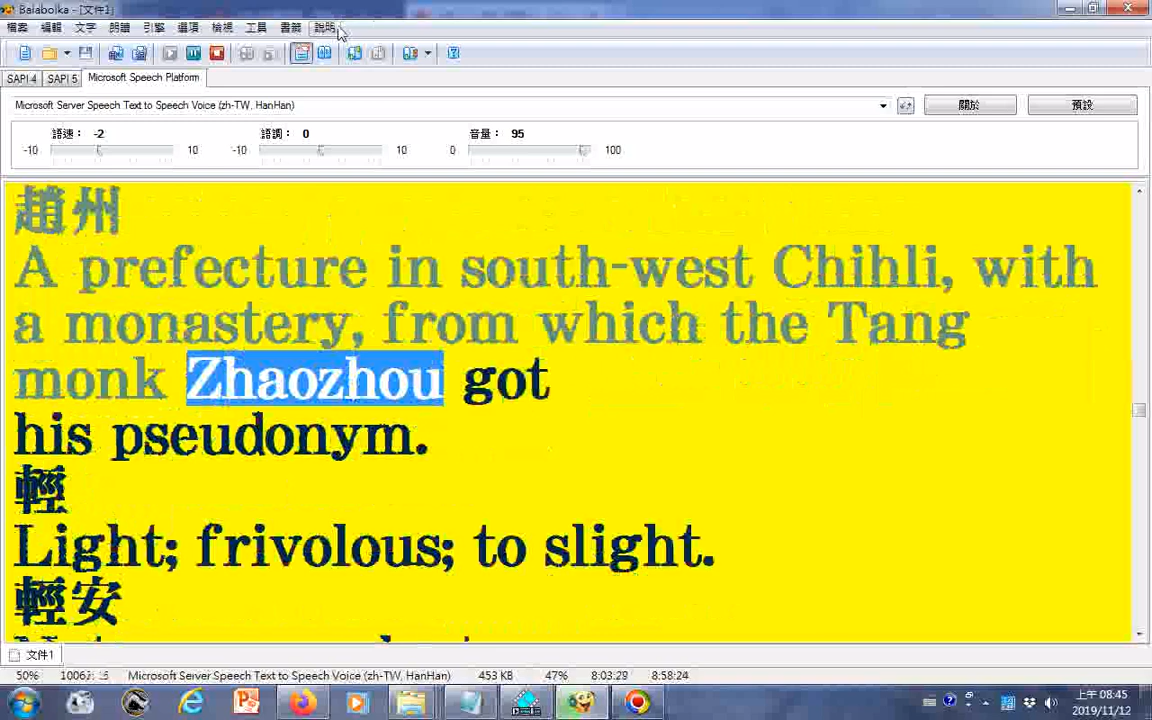 Balabolka - [文件1]
檔案 編輯 文字 朗讀 引擎 選項 檢視 工具 書籤 說明
SAPI 4 SAPI 5 Microsoft Speech Platform
Microsoft Server Speech Text to Speech Voice (zh-TW, HanHan) 關於 預設
語速： -2 語調： 0 音量： 95
-10 10 -10 10 0 100
趙州
A prefecture in south-west Chihli, with
a monastery, from which the Tang
monk Zhaozhou got
his pseudonym.
輕
Light; frivolous; to slight.
輕安
文件1
50% Microsoft Server Speech Text to Speech Voice (zh-TW, HanHan) 453 KB 47% 8:03:29 8:58:24
上午 08:45
2019/11/12